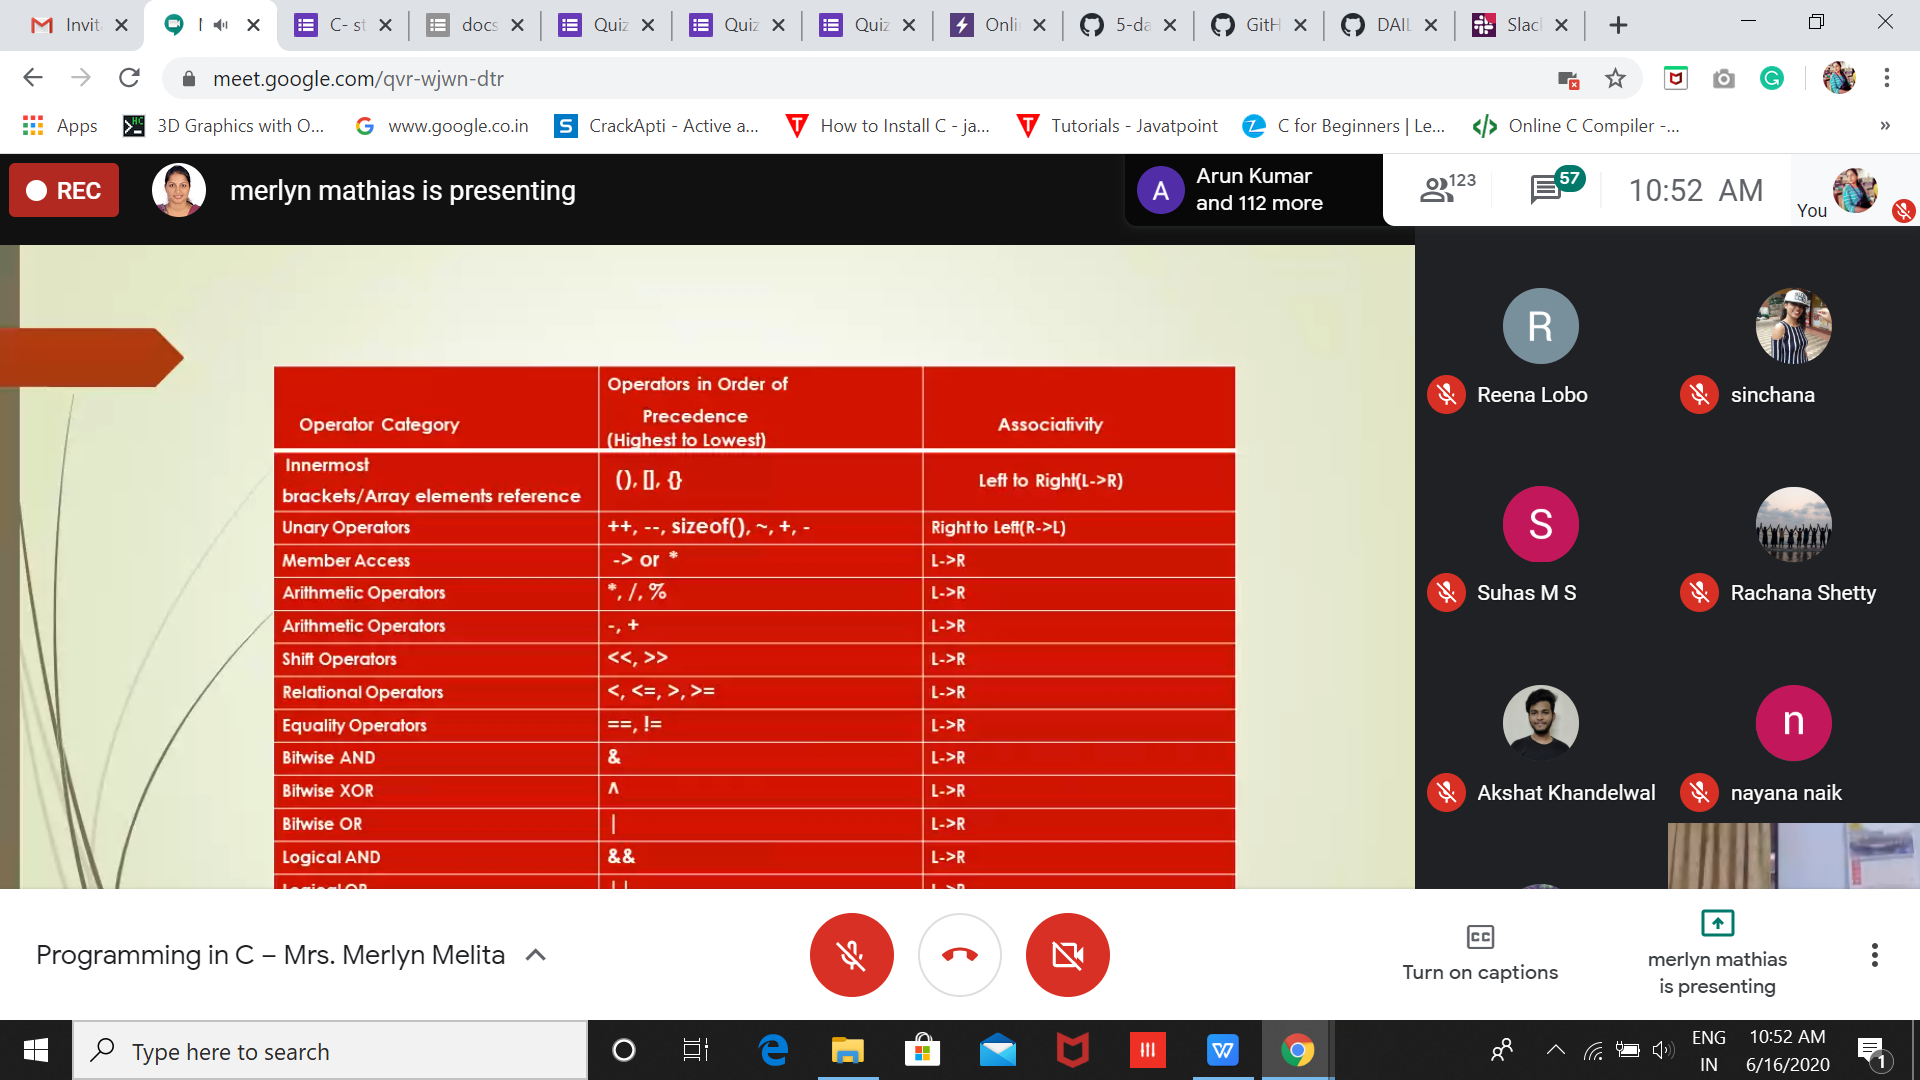 Invit
C- st
docs
Quiz
Quiz
Quiz
Onli
5-da
GitH
DAIL
Slac
meet.google.com/qvr-wjwn-dtr
Apps
3D Graphics with O...
www.google.co.in
CrackApti - Active a...
How to Install C - ja...
Tutorials - Javatpoint
C for Beginners | Le...
Online C Compiler -...
»
REC
merlyn mathias is presenting
A
Arun Kumar
and 112 more
123
57
10:52 AM
You
Operator Category
Operators in Order of
Precedence
(Highest to Lowest)
Associativity
Innermost
brackets/Array elements reference
(), [], {}
Left to Right(L->R)
Unary Operators
++, --, sizeof(), ~, +, -
Right to Left(R->L)
Member Access
-> or *
L->R
Arithmetic Operators
*, /, %
L->R
Arithmetic Operators
-, +
L->R
Shift Operators
<<, >>
L->R
Relational Operators
<, <=, >, >=
L->R
Equality Operators
==, !=
L->R
Bitwise AND
&
L->R
Bitwise XOR
^
L->R
Bitwise OR
|
L->R
Logical AND
&&
L->R
Logical OR
||
L->R
R
Reena Lobo
sinchana
S
Suhas M S
Rachana Shetty
Akshat Khandelwal
n
nayana naik
Programming in C – Mrs. Merlyn Melita
CC
Turn on captions
merlyn mathias
is presenting
Type here to search
ENG
IN
10:52 AM
6/16/2020
1